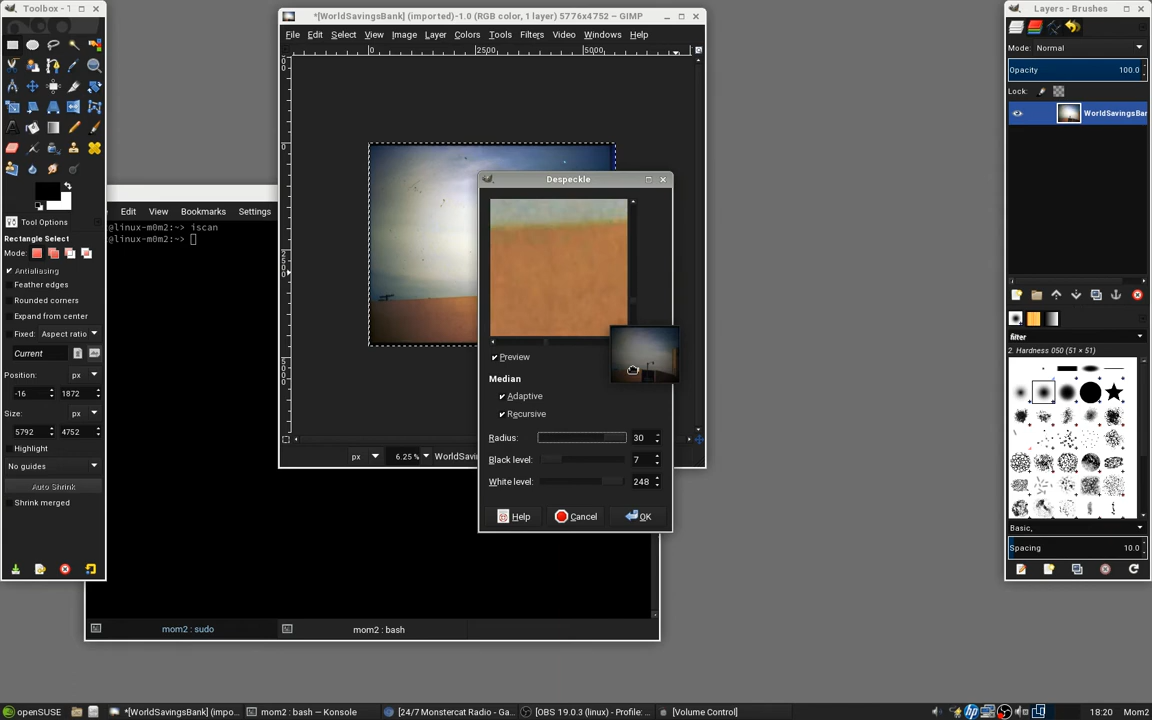 Toolbox - T
*[WorldSavingsBank] (imported)-1.0 (RGB color, 1 layer) 5776x4752 – GIMP
Layers - Brushes
File Edit Select View Image Layer Colors Tools Filters Video Windows Help
0 2500 5000
Mode: Normal
Opacity 100.0
Lock:
WorldSavingsBar
Despeckle
Edit View Bookmarks Settings
@linux-m0m2:~> iscan
@linux-m0m2:~>
Tool Options
Rectangle Select
Mode:
Antialiasing
Feather edges
Rounded corners
Expand from center
Fixed: Aspect ratio
Current
Position: px
-16 1872
Size: px
5792 4752
Highlight
No guides
Auto Shrink
Shrink merged
Preview
Median
Adaptive
Recursive
Radius: 30
Black level: 7
White level: 248
Help Cancel OK
px 6.25 % WorldSavin
filter
2. Hardness 050 (51 × 51)
Basic,
Spacing 10.0
mom2 : sudo mom2 : bash
openSUSE *[WorldSavingsBank] (impo... mom2 : bash — Konsole [24/7 Monstercat Radio - Ga... [OBS 19.0.3 (linux) - Profile: ... [Volume Control] 18:20 Mom2